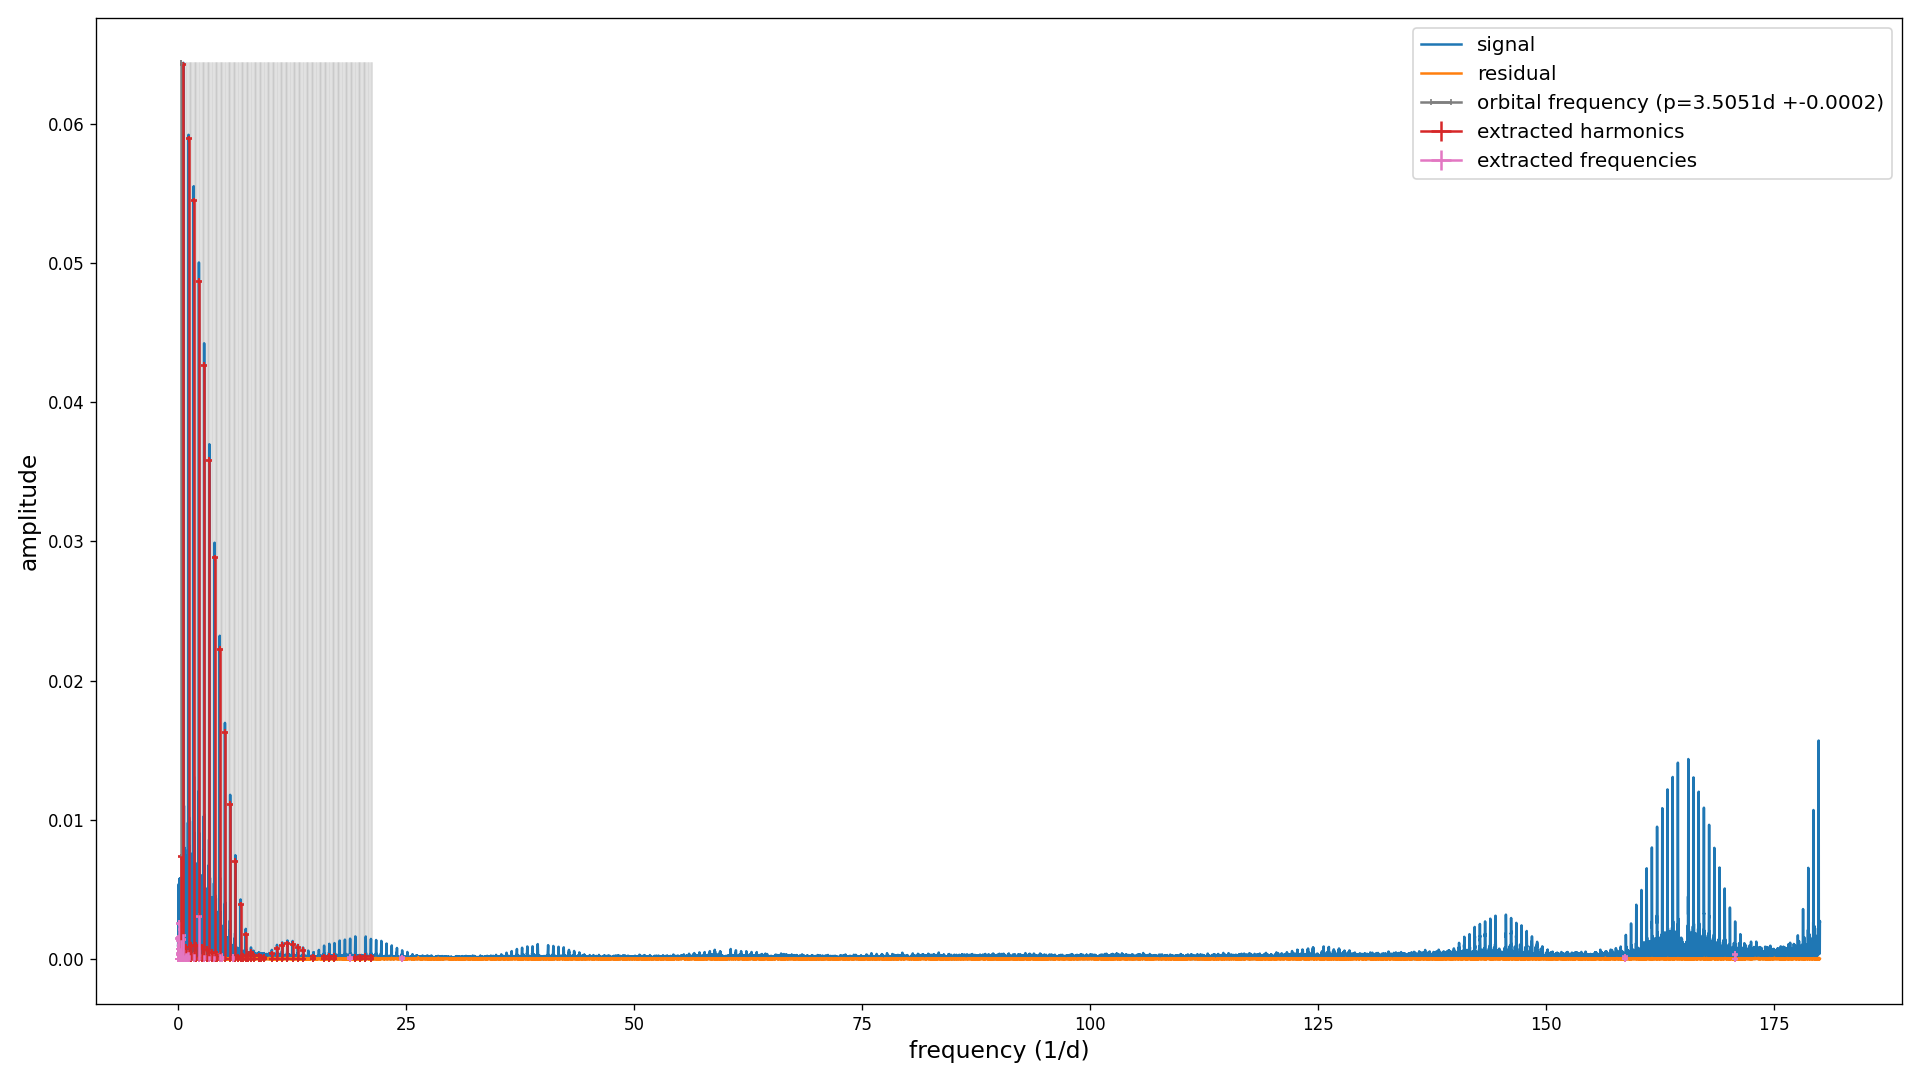 signal
residual
orbital frequency (p=3.5051d +-0.0002)
extracted harmonics
extracted frequencies
0.06
0.05
0.04
0.03
0.02
0.01
0.00
amplitude
0 25 50 75 100 125 150 175
frequency (1/d)